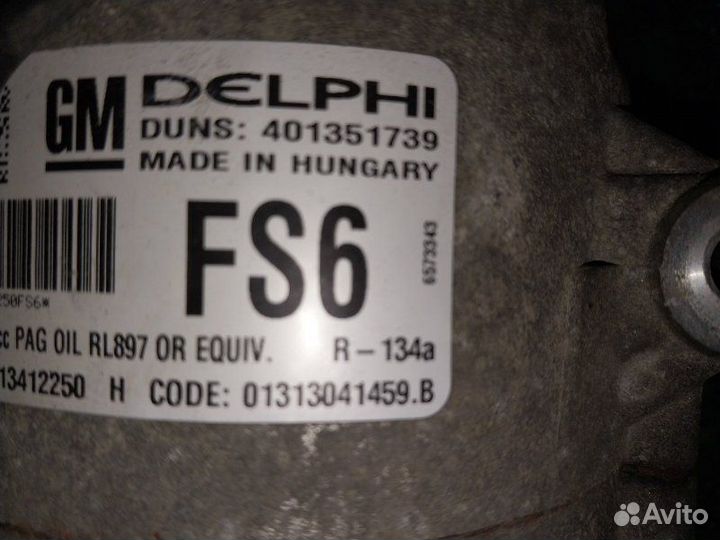 GM DELPHI
DUNS: 401351739
MADE IN HUNGARY
FS6
6573343
250FS6*
cc PAG OIL RL897 OR EQUIV. R-134a
13412250 H CODE: 01313041459.B
Avito